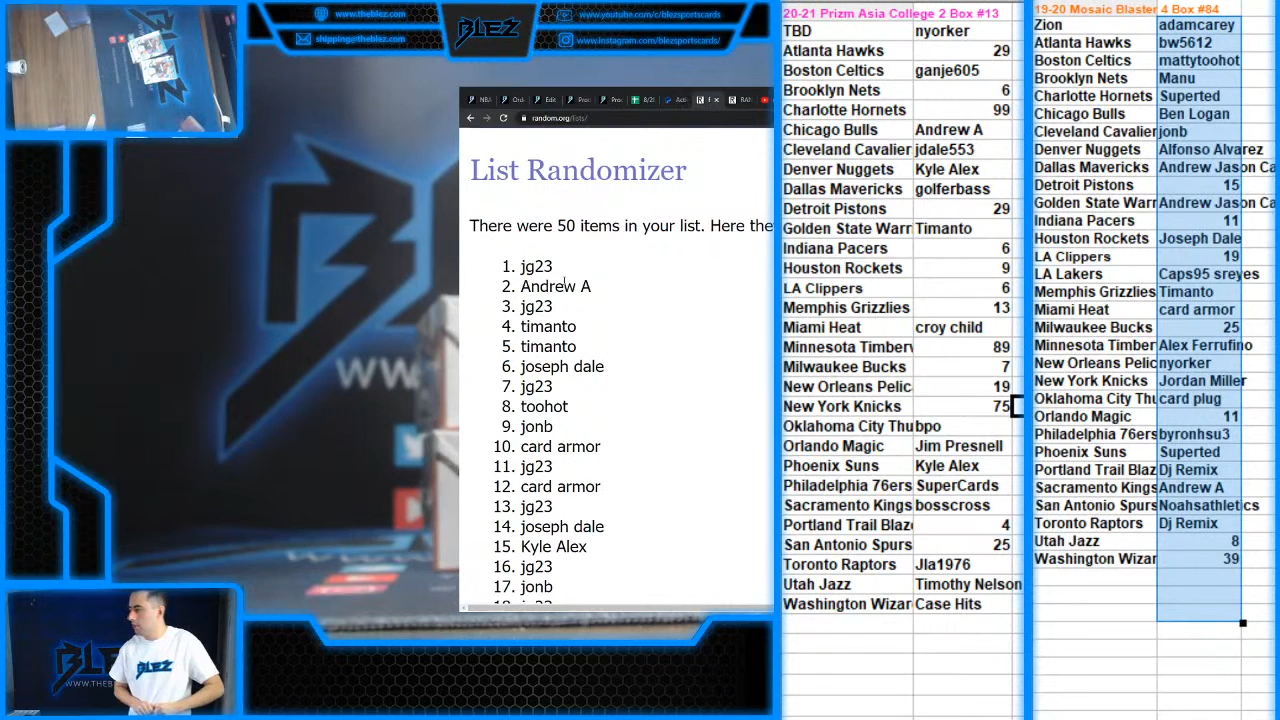 www.theblez.com
shipping@theblez.com
BLEZ
www.youtube.com/c/blezsportscards/
www.instagram.com/blezsportscards/
random.org/lists/
List Randomizer
There were 50 items in your list. Here the
1. jg23
2. Andrew A
3. jg23
4. timanto
5. timanto
6. joseph dale
7. jg23
8. toohot
9. jonb
10. card armor
11. jg23
12. card armor
13. jg23
14. joseph dale
15. Kyle Alex
16. jg23
17. jonb
20-21 Prizm Asia College 2 Box #13
TBD nyorker
Atlanta Hawks 29
Boston Celtics ganje605
Brooklyn Nets 6
Charlotte Hornets 99
Chicago Bulls Andrew A
Cleveland Cavalier jdale553
Denver Nuggets Kyle Alex
Dallas Mavericks golferbass
Detroit Pistons 29
Golden State Warr Timanto
Indiana Pacers 6
Houston Rockets 9
LA Clippers 6
Memphis Grizzlies 13
Miami Heat croy child
Minnesota Timberv 89
Milwaukee Bucks 7
New Orleans Pelic 19
New York Knicks 75
Oklahoma City Thu bpo
Orlando Magic Jim Presnell
Phoenix Suns Kyle Alex
Philadelphia 76ers SuperCards
Sacramento Kings bosscross
Portland Trail Blaz 4
San Antonio Spurs 25
Toronto Raptors Jla1976
Utah Jazz Timothy Nelson
Washington Wizar Case Hits
19-20 Mosaic Blaster 4 Box #84
Zion adamcarey
Atlanta Hawks bw5612
Boston Celtics mattytoohot
Brooklyn Nets Manu
Charlotte Hornets Superted
Chicago Bulls Ben Logan
Cleveland Cavalier jonb
Denver Nuggets Alfonso Alvarez
Dallas Mavericks Andrew Jason Ca
Detroit Pistons 15
Golden State Warr Andrew Jason Ca
Indiana Pacers 11
Houston Rockets Joseph Dale
LA Clippers 19
LA Lakers Caps95 sreyes
Memphis Grizzlies Timanto
Miami Heat card armor
Milwaukee Bucks 25
Minnesota Timber Alex Ferrufino
New Orleans Pelic nyorker
New York Knicks Jordan Miller
Oklahoma City Thu card plug
Orlando Magic 11
Philadelphia 76ers byronhsu3
Phoenix Suns Superted
Portland Trail Blaz Dj Remix
Sacramento Kings Andrew A
San Antonio Spurs Noahsathletics
Toronto Raptors Dj Remix
Utah Jazz 8
Washington Wizar 39